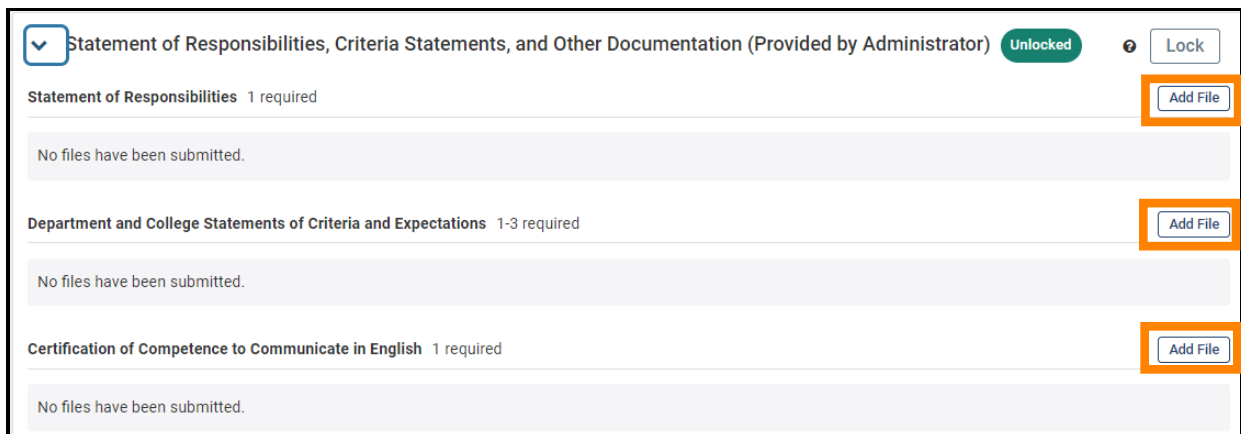 Statement of Responsibilities, Criteria Statements, and Other Documentation (Provided by Administrator) Unlocked ? Lock
Statement of Responsibilities 1 required Add File
No files have been submitted.
Department and College Statements of Criteria and Expectations 1-3 required Add File
No files have been submitted.
Certification of Competence to Communicate in English 1 required Add File
No files have been submitted.